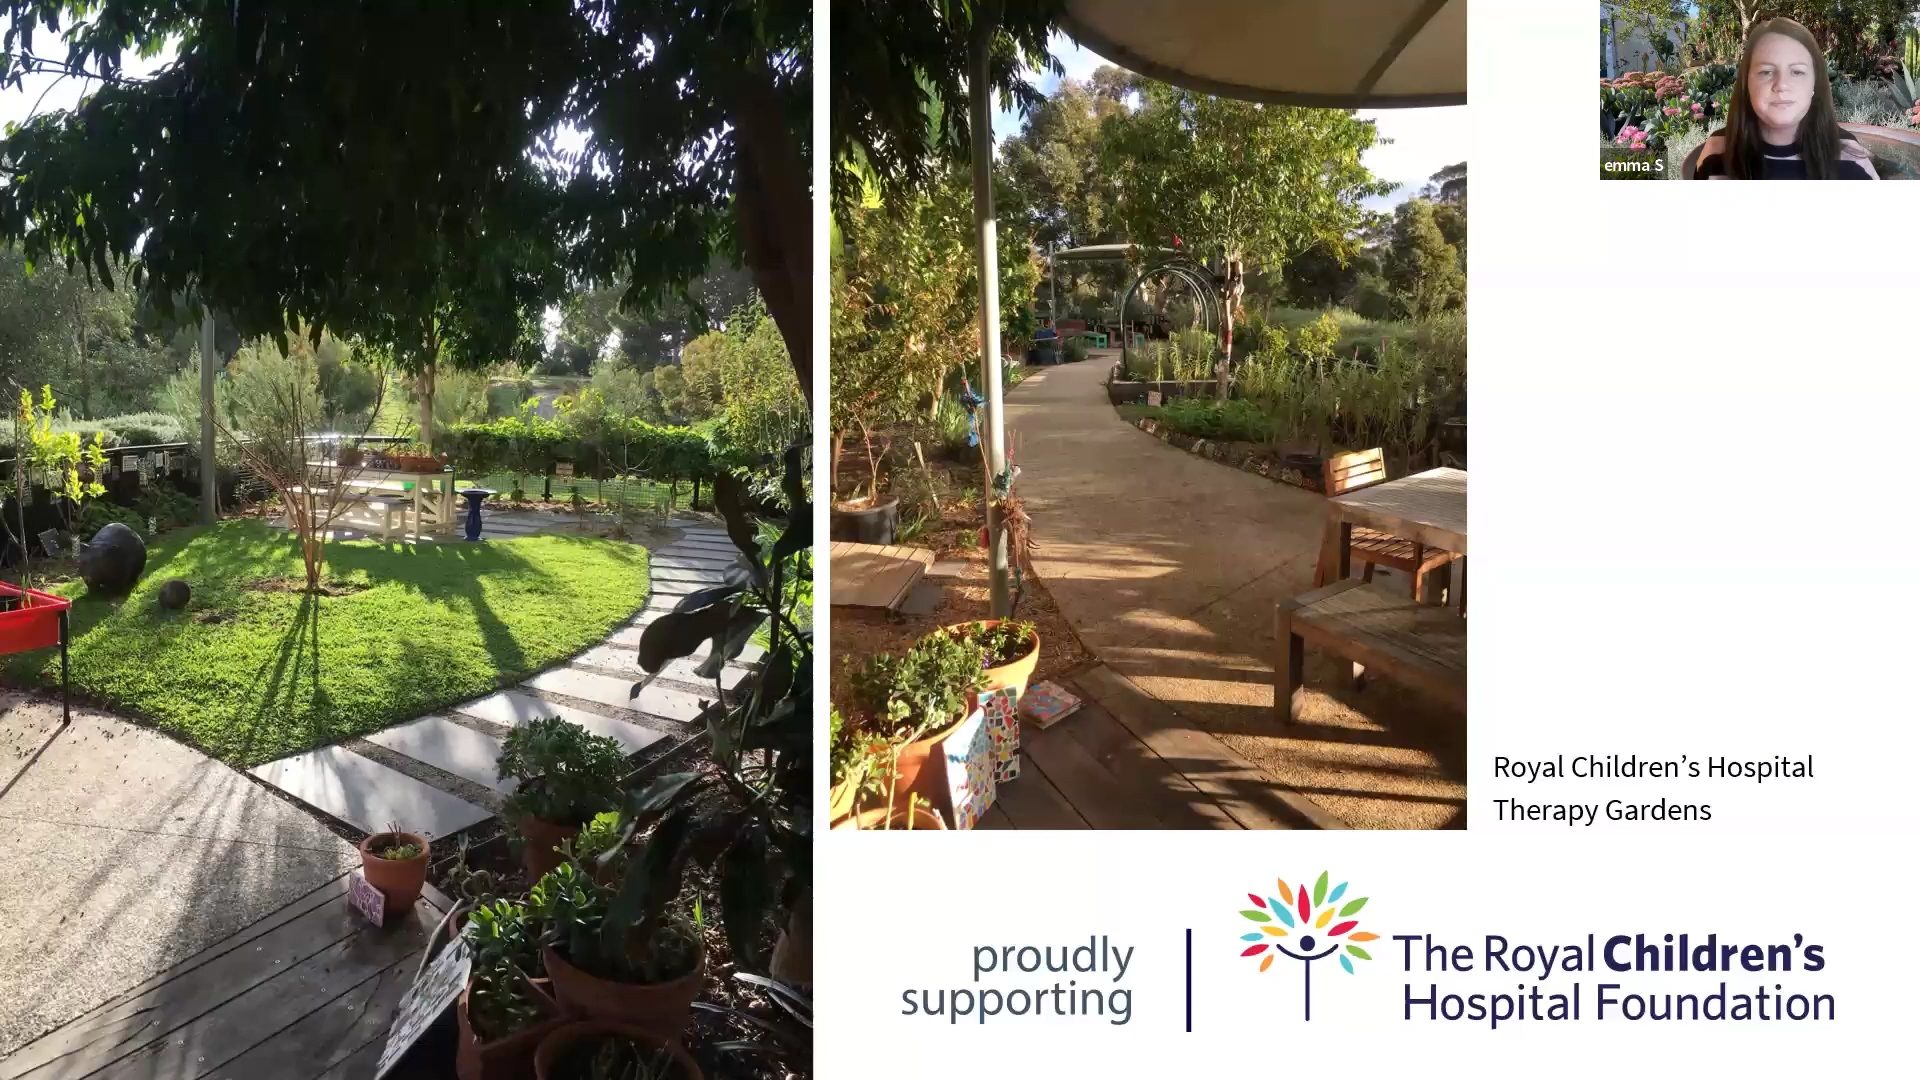 emma S
Royal Children’s Hospital
Therapy Gardens
proudly
supporting
The Royal Children’s
Hospital Foundation